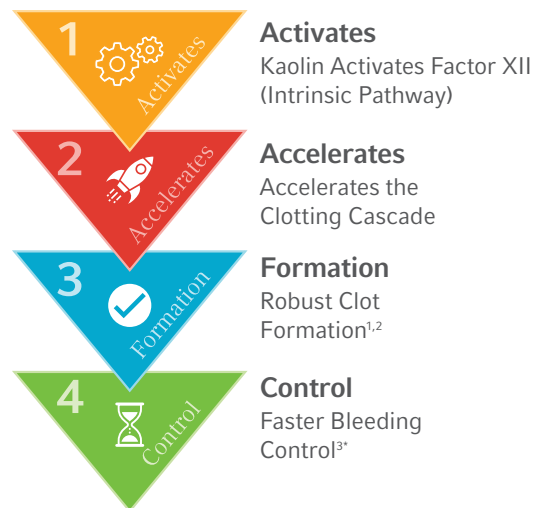 1
Activates
Activates
Kaolin Activates Factor XII
(Intrinsic Pathway)
2
Accelerates
Accelerates
Accelerates the
Clotting Cascade
3
Formation
Formation
Robust Clot
Formation1,2
4
Control
Control
Faster Bleeding
Control3*